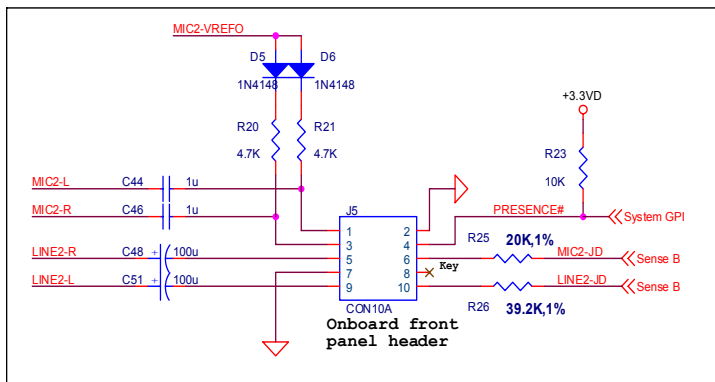 MIC2-VREFO
D5 D6
1N4148 1N4148
+3.3VD
R20 R21
4.7K 4.7K
R23
10K
MIC2-L C44 1u
MIC2-R C46 1u
J5
PRESENCE# System GPI
LINE2-R C48 + 100u
LINE2-L C51 + 100u
1 2
3 4
5 6
7 8
9 10
Key
R25 20K,1% MIC2-JD Sense B
LINE2-JD Sense B
R26 39.2K,1%
CON10A
Onboard front
panel header